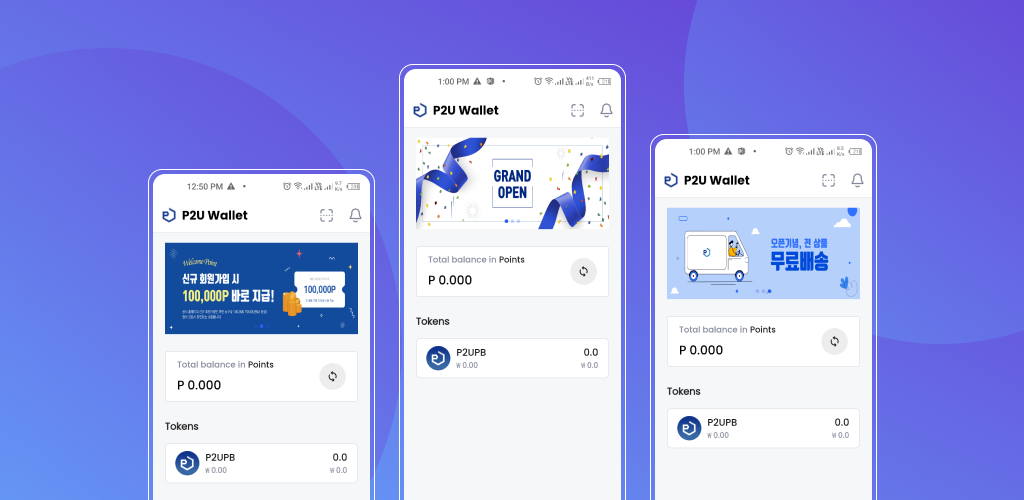 12:50 PM
P2U Wallet
Welcome Point
신규 회원가입 시
100,000P 바로 지급!
100,000P
Total balance in Points
P 0.000
Tokens
P2UPB
0.0
₩ 0.00
₩ 0.0
1:00 PM
P2U Wallet
GRAND
OPEN
Total balance in Points
P 0.000
Tokens
P2UPB
0.0
₩ 0.00
₩ 0.0
1:00 PM
P2U Wallet
오픈기념, 전 상품
무료배송
Total balance in Points
P 0.000
Tokens
P2UPB
0.0
₩ 0.00
₩ 0.0